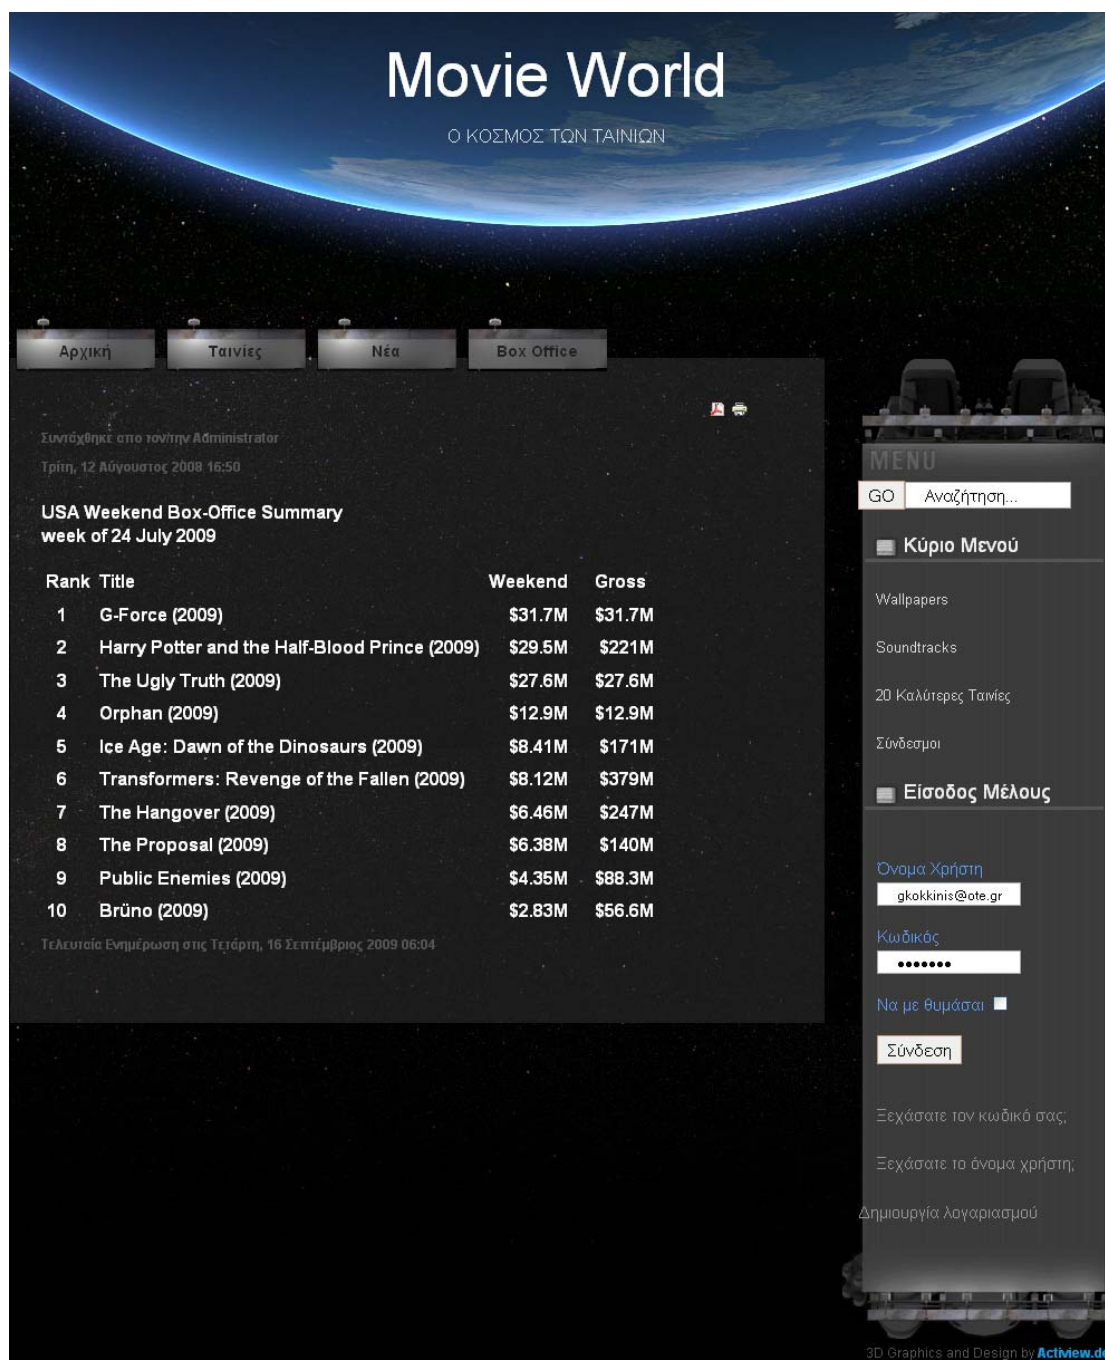 Movie World
Ο ΚΟΣΜΟΣ ΤΩΝ ΤΑΙΝΙΩΝ
Αρχική Ταινίες Νέα Box Office
Συντάχθηκε απο τον/την Administrator
Τρίτη, 12 Αύγουστος 2008 16:50
USA Weekend Box-Office Summary
week of 24 July 2009
Rank Title Weekend Gross
1 G-Force (2009) $31.7M $31.7M
2 Harry Potter and the Half-Blood Prince (2009) $29.5M $221M
3 The Ugly Truth (2009) $27.6M $27.6M
4 Orphan (2009) $12.9M $12.9M
5 Ice Age: Dawn of the Dinosaurs (2009) $8.41M $171M
6 Transformers: Revenge of the Fallen (2009) $8.12M $379M
7 The Hangover (2009) $6.46M $247M
8 The Proposal (2009) $6.38M $140M
9 Public Enemies (2009) $4.35M $88.3M
10 Brüno (2009) $2.83M $56.6M
Τελευταία Ενημέρωση στις Τετάρτη, 16 Σεπτέμβριος 2009 06:04
MENU
GO Αναζήτηση...
Κύριο Μενού
Wallpapers
Soundtracks
20 Καλύτερες Ταινίες
Σύνδεσμοι
Είσοδος Μέλους
Όνομα Χρήστη
gkokkinis@ote.gr
Κωδικός
•••••••
Να με θυμάσαι
Σύνδεση
Ξεχάσατε τον κωδικό σας;
Ξεχάσατε το όνομα χρήστη;
Δημιουργία λογαριασμού
3D Graphics and Design by Actiview.de